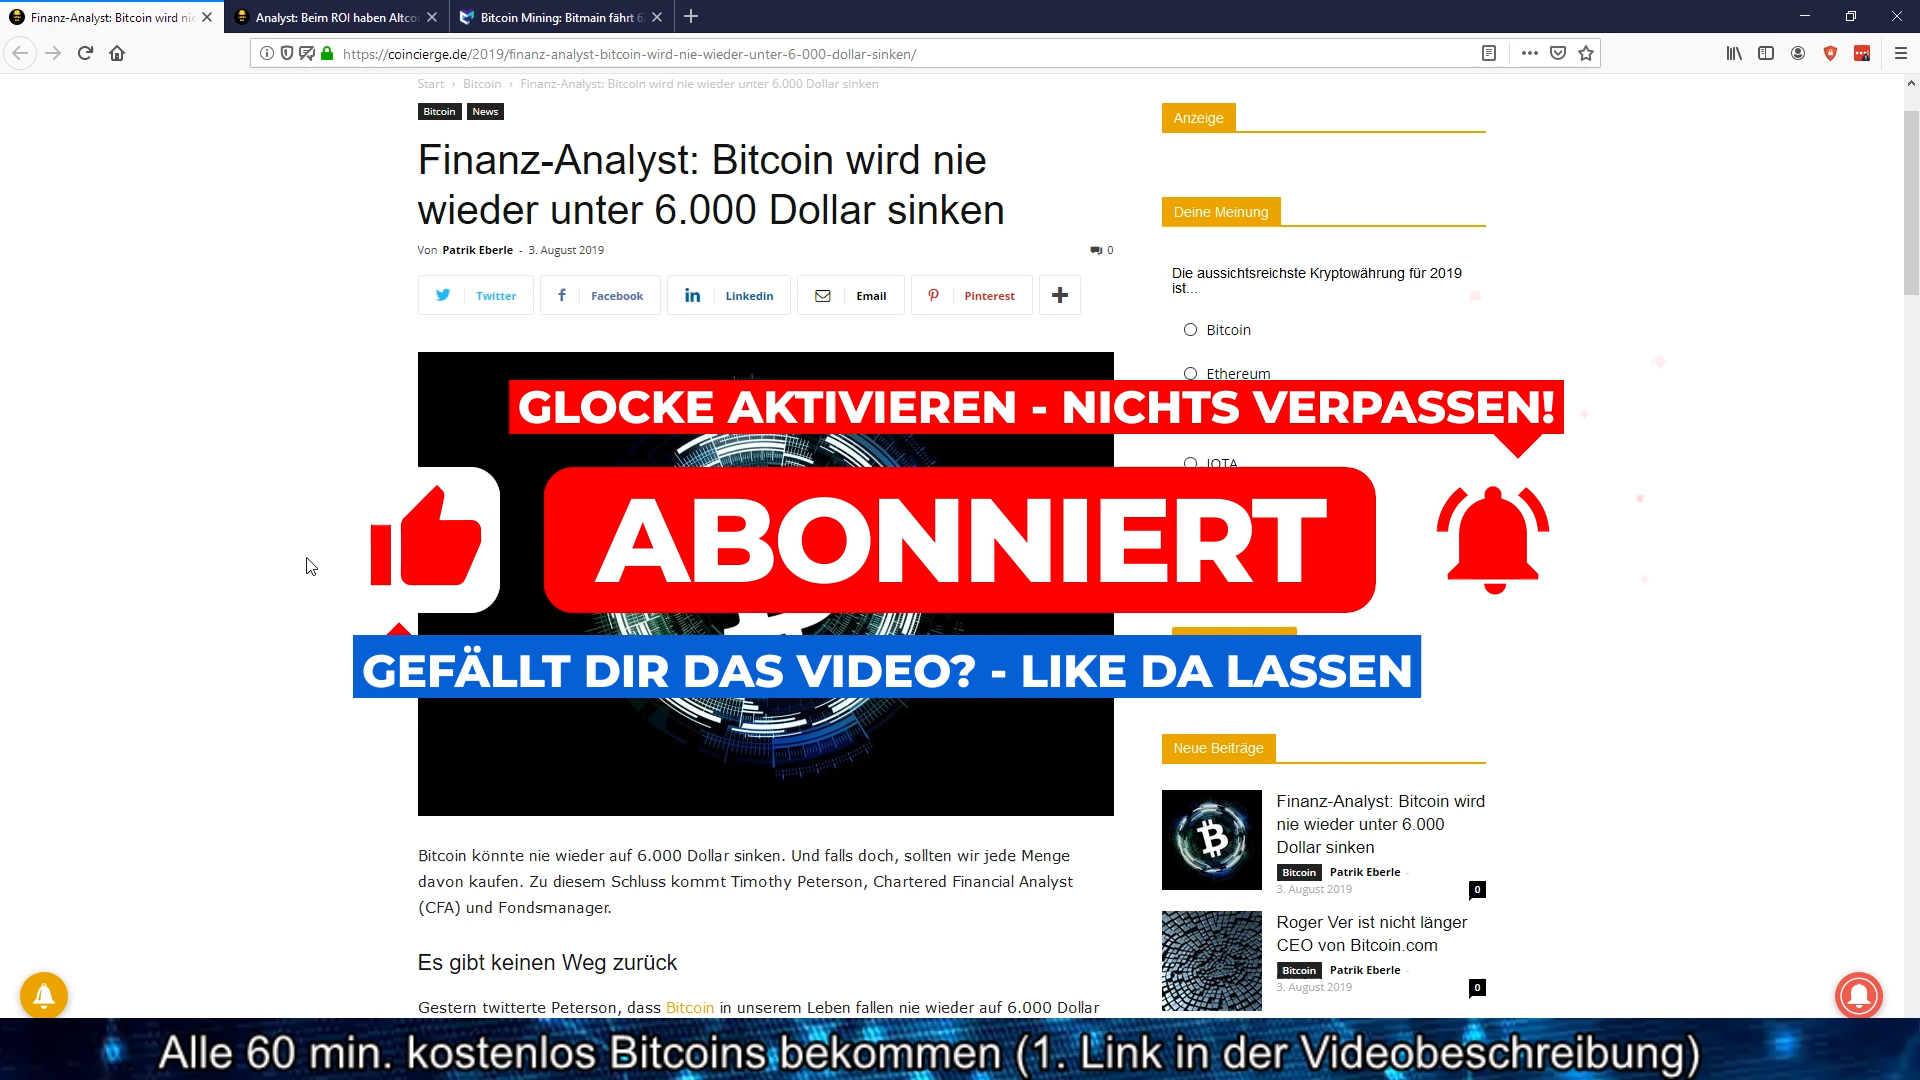 Finanz-Analyst: Bitcoin wird nie
Analyst: Beim ROI haben Altco
Bitcoin Mining: Bitmain fährt 6
https://coincierge.de/2019/finanz-analyst-bitcoin-wird-nie-wieder-unter-6-000-dollar-sinken/
Start › Bitcoin › Finanz-Analyst: Bitcoin wird nie wieder unter 6.000 Dollar sinken
Bitcoin News
Finanz-Analyst: Bitcoin wird nie
wieder unter 6.000 Dollar sinken
Von Patrik Eberle - 3. August 2019
0
Twitter
Facebook
Linkedin
Email
Pinterest
Anzeige
Deine Meinung
Die aussichtsreichste Kryptowährung für 2019
ist...
Bitcoin
Ethereum
IOTA
GLOCKE AKTIVIEREN - NICHTS VERPASSEN!
ABONNIERT
GEFÄLLT DIR DAS VIDEO? - LIKE DA LASSEN
Bitcoin könnte nie wieder auf 6.000 Dollar sinken. Und falls doch, sollten wir jede Menge
davon kaufen. Zu diesem Schluss kommt Timothy Peterson, Chartered Financial Analyst
(CFA) und Fondsmanager.
Es gibt keinen Weg zurück
Gestern twitterte Peterson, dass Bitcoin in unserem Leben fallen nie wieder auf 6.000 Dollar
Neue Beiträge
Finanz-Analyst: Bitcoin wird
nie wieder unter 6.000
Dollar sinken
Bitcoin Patrik Eberle -
3. August 2019
0
Roger Ver ist nicht länger
CEO von Bitcoin.com
Bitcoin Patrik Eberle -
3. August 2019
0
Alle 60 min. kostenlos Bitcoins bekommen (1. Link in der Videobeschreibung)